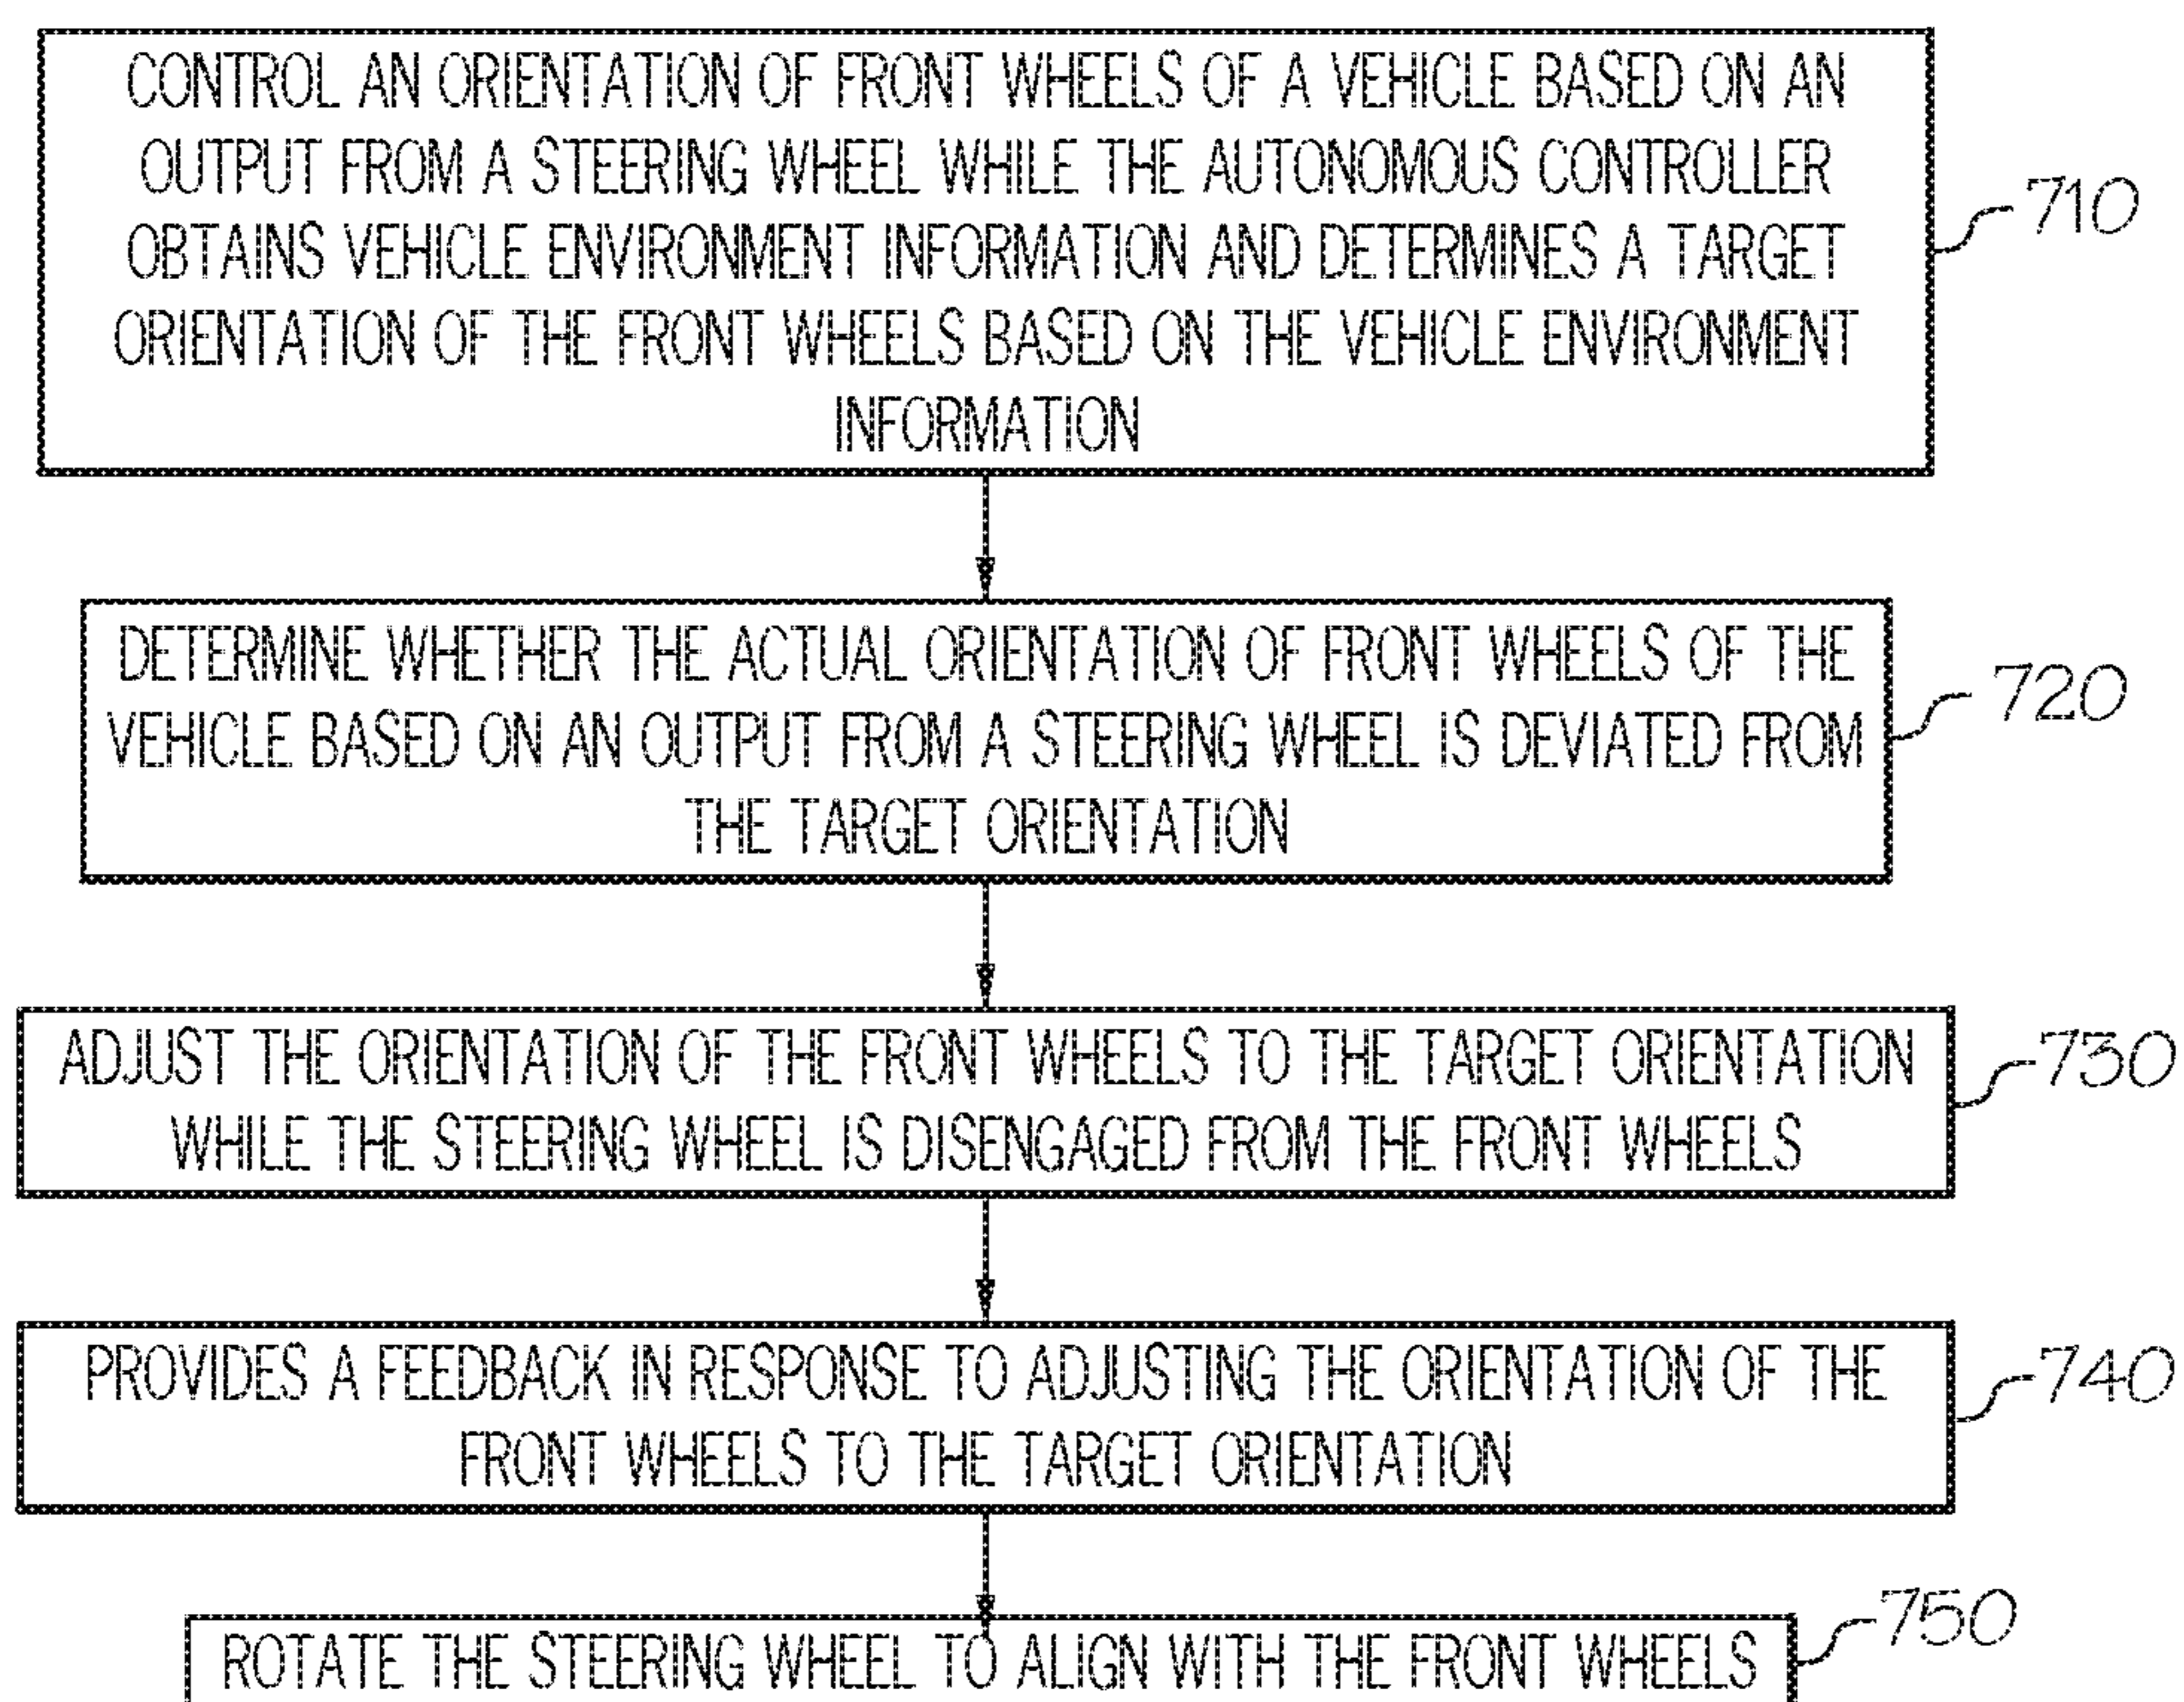 CONTROL AN ORIENTATION OF FRONT WHEELS OF A VEHICLE BASED ON AN
OUTPUT FROM A STEERING WHEEL WHILE THE AUTONOMOUS CONTROLLER
OBTAINS VEHICLE ENVIRONMENT INFORMATION AND DETERMINES A TARGET
ORIENTATION OF THE FRONT WHEELS BASED ON THE VEHICLE ENVIRONMENT
INFORMATION
710
DETERMINE WHETHER THE ACTUAL ORIENTATION OF FRONT WHEELS OF THE
VEHICLE BASED ON AN OUTPUT FROM A STEERING WHEEL IS DEVIATED FROM
THE TARGET ORIENTATION
720
ADJUST THE ORIENTATION OF THE FRONT WHEELS TO THE TARGET ORIENTATION
WHILE THE STEERING WHEEL IS DISENGAGED FROM THE FRONT WHEELS
730
PROVIDES A FEEDBACK IN RESPONSE TO ADJUSTING THE ORIENTATION OF THE
FRONT WHEELS TO THE TARGET ORIENTATION
740
ROTATE THE STEERING WHEEL TO ALIGN WITH THE FRONT WHEELS
750